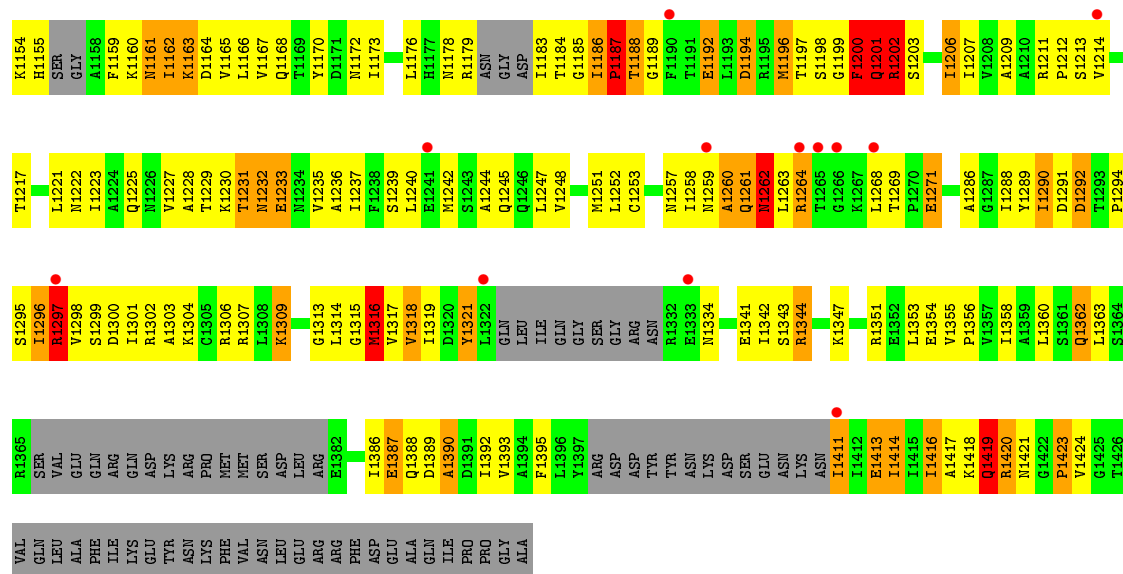 K1154 H1155 SER GLY A1158 F1159 K1160 N1161 I1162 K1163 D1164 V1165 L1166 V1167 Q1168 T1169 Y1170 D1171 N1172 I1173 L1176 H1177 N1178 R1179 ASN GLY ASP I1183 T1184 G1185 I1186 P1187 T1188 G1189 F1190 T1191 E1192 L1193 D1194 R1195 M1196 T1197 S1198 G1199 F1200 Q1201 R1202 S1203 I1206 I1207 V1208 A1209 A1210 R1211 P1212 S1213 V1214
T1217 L1221 N1222 I1223 A1224 Q1225 N1226 V1227 A1228 T1229 K1230 T1231 N1232 E1233 N1234 V1235 A1236 I1237 F1238 S1239 L1240 E1241 M1242 S1243 A1244 Q1245 Q1246 L1247 V1248 M1251 L1252 C1253 N1257 I1258 N1259 A1260 Q1261 N1262 L1263 R1264 T1265 G1266 K1267 L1268 T1269 P1270 E1271 A1286 G1287 I1288 Y1289 I1290 D1291 D1292 T1293 P1294
S1295 I1296 R1297 V1298 S1299 D1300 I1301 R1302 A1303 K1304 C1305 R1306 R1307 L1308 K1309 G1313 L1314 G1315 M1316 V1317 V1318 I1319 D1320 Y1321 L1322 GLN LEU ILE GLN GLY SER GLY ARG ASN R1332 E1333 N1334 E1341 I1342 S1343 R1344 K1347 R1351 E1352 L1353 E1354 V1355 P1356 V1357 I1358 A1359 L1360 S1361 Q1362 L1363 S1364
R1365 SER VAL GLU GLN ARG GLN ASP LYS ARG PRO MET MET SER ASP LEU ARG E1382 I1386 E1387 Q1388 D1389 A1390 D1391 I1392 V1393 A1394 F1395 L1396 Y1397 ARG ASP ASP TYR TYR ASN LYS ASP SER GLU ASN LYS ASN I1411 I1412 E1413 I1414 I1415 I1416 A1417 K1418 Q1419 R1420 N1421 G1422 P1423 V1424 G1425 T1426
VAL GLN LEU ALA PHE ILE LYS GLU TYR ASN LYS PHE VAL ASN LEU GLU ARG ARG PHE ASP GLU ALA GLN ILE PRO PRO GLY ALA